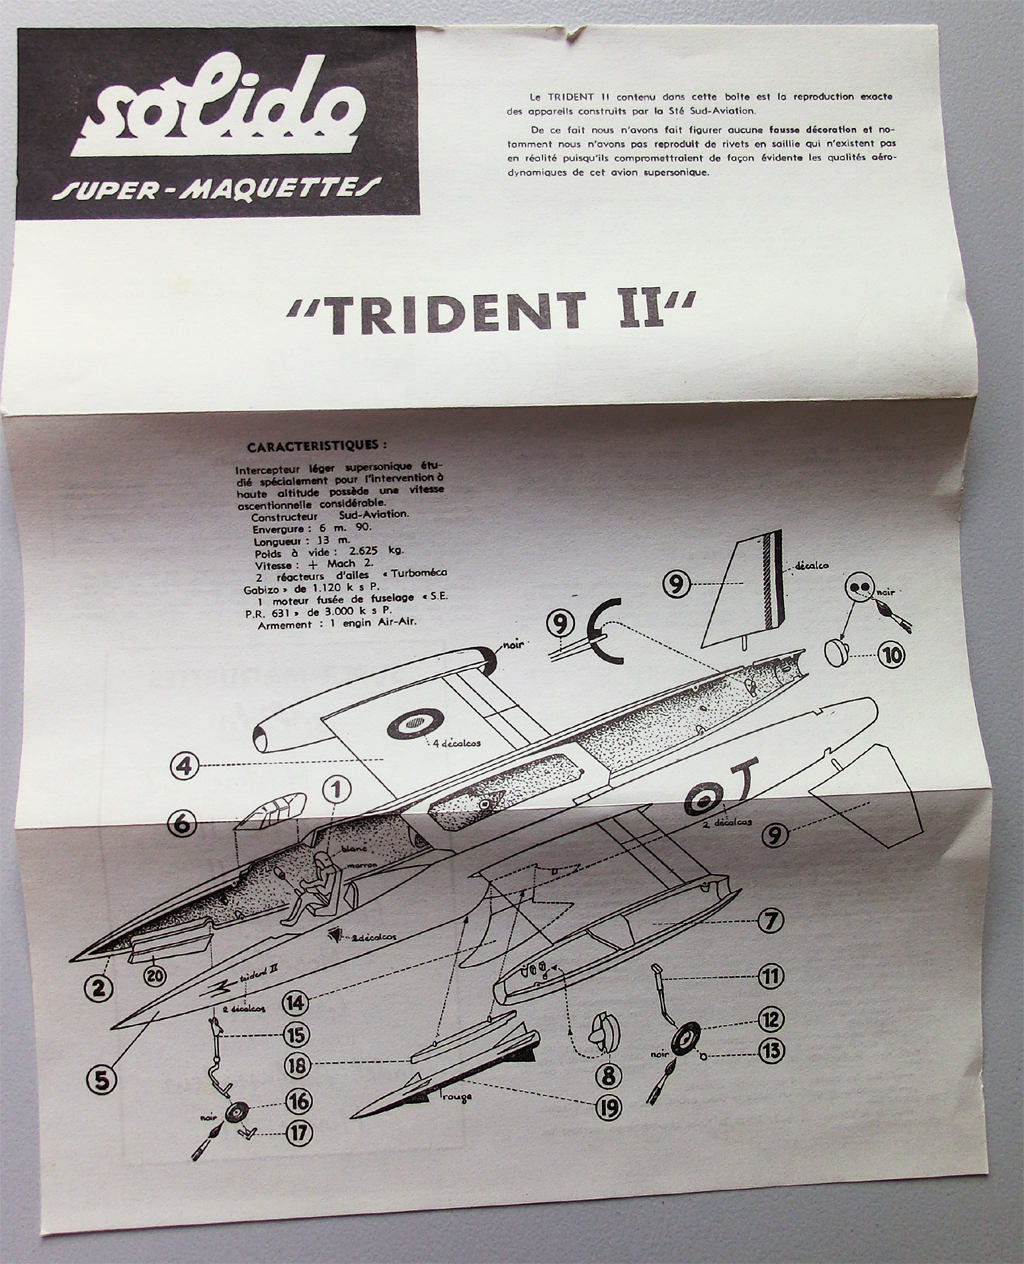 solido
SUPER-MAQUETTES
Le TRIDENT II contenu dans cette boîte est la reproduction exacte
des appareils construits par la Sté Sud-Aviation.
De ce fait nous n'avons fait figurer aucune fausse décoration et no-
tamment nous n'avons pas reproduit de rivets en saillie qui n'existent pas
en réalité puisqu'ils compromettraient de façon évidente les qualités aéro-
dynamiques de cet avion supersonique.
"TRIDENT II"
CARACTERISTIQUES :
Intercepteur léger supersonique étu-
dié spécialement pour l'intervention à
haute altitude possède une vitesse
ascentionnelle considérable.
Constructeur Sud-Aviation.
Envergure : 6 m. 90.
Longueur : 13 m.
Poids à vide : 2.625 kg.
Vitesse : + Mach 2.
2 réacteurs d'ailes « Turboméca
Gabizo » de 1.120 k s P.
1 moteur fusée de fuselage « S.E.
P.R. 631 » de 3.000 k s P.
Armement : 1 engin Air-Air.
9
décalco
noir
9
10
noir
4 décalcos
4
1
6
J
2 décalcos
9
blanc
marron
7
2 décalcos
20
2
trident II
2 décalcos
14
11
15
12
noir
13
18
5
8
rouge
19
16
noir
17